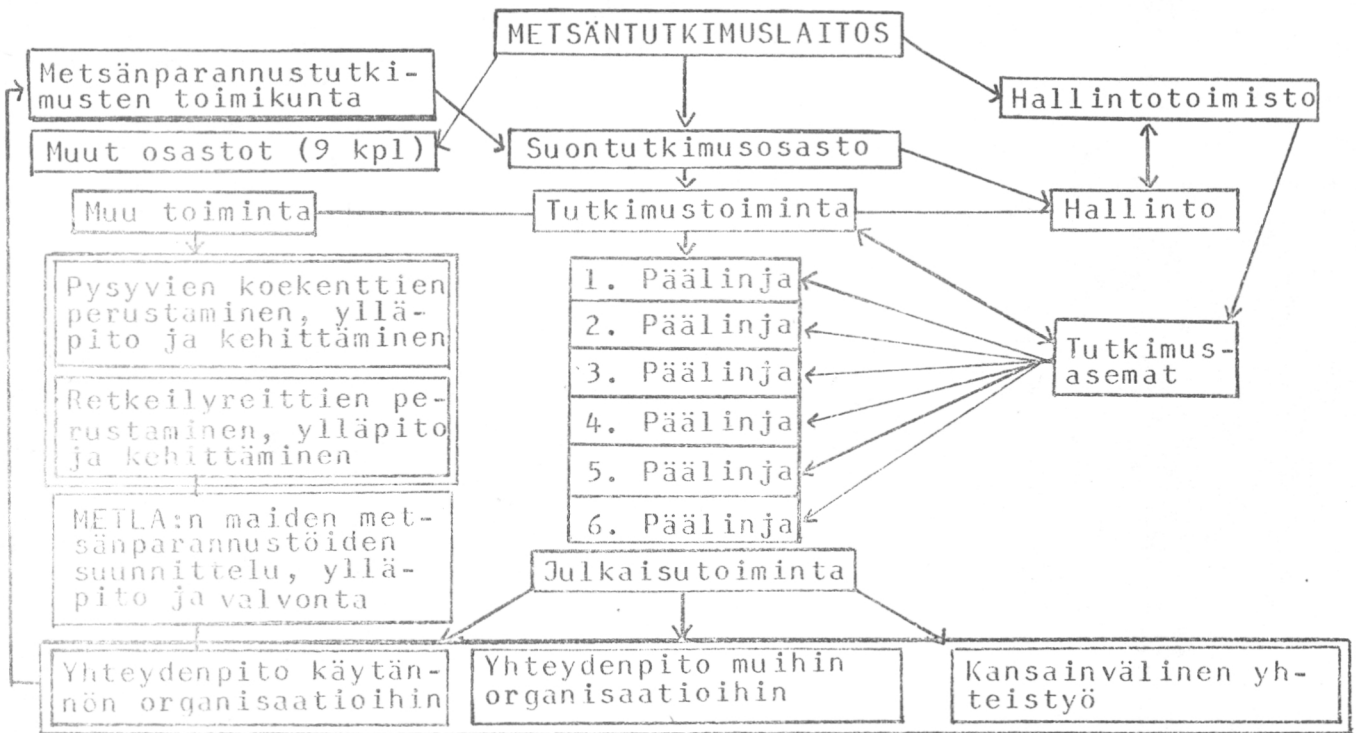 METSÄNTUTKIMUSLAITOS
Metsänparannustutki-
musten toimikunta
Hallintotoimisto
Muut osastot (9 kpl)
Suontutkimusosasto
Muu toiminta
Tutkimustoiminta
Hallinto
Pysyvien koekenttien
perustaminen, yllä-
pito ja kehittäminen
Retkeilyreittien pe-
rustaminen, ylläpito
ja kehittäminen
METLA:n maiden met-
sänparannustöiden
suunnittelu, yllä-
pito ja valvonta
1. Päälinja
2. Päälinja
3. Päälinja
4. Päälinja
5. Päälinja
6. Päälinja
Tutkimus-
asemat
Julkaisutoiminta
Yhteydenpito käytän-
nön organisaatioihin
Yhteydenpito muihin
organisaatioihin
Kansainvälinen yh-
teistyö